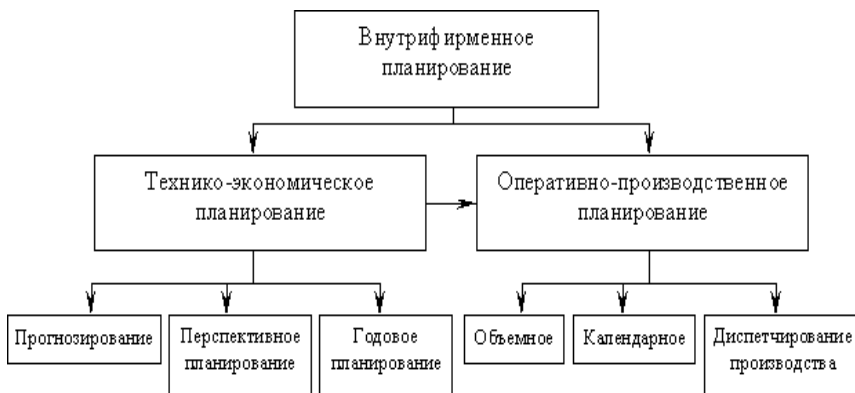 Внутрифирменное
планирование
Технико-экономическое
планирование
Оперативно-производственное
планирование
Прогнозирование
Перспективное
планирование
Годовое
планирование
Объемное
Календарное
Диспетчирование
производства